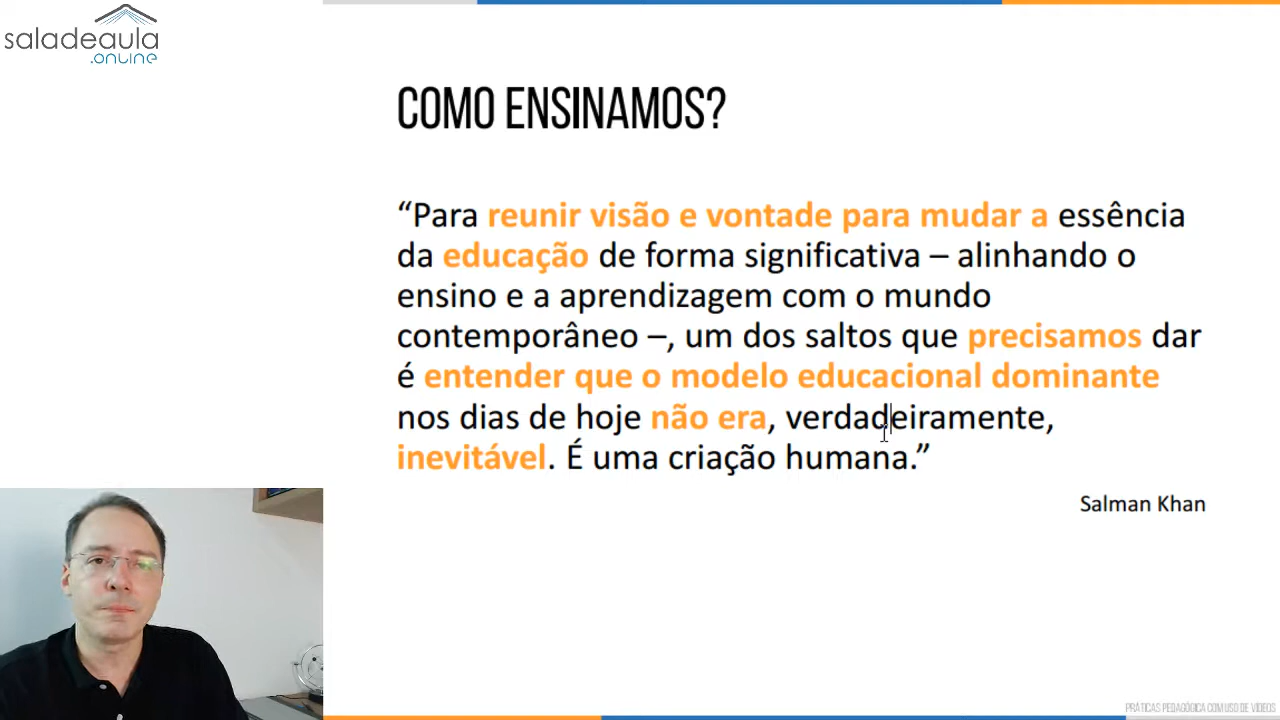 saladeaula
.online
COMO ENSINAMOS?
“Para reunir visão e vontade para mudar a essência
da educação de forma significativa – alinhando o
ensino e a aprendizagem com o mundo
contemporâneo –, um dos saltos que precisamos dar
é entender que o modelo educacional dominante
nos dias de hoje não era, verdadeiramente,
inevitável. É uma criação humana.”
Salman Khan
PRÁTICAS PEDAGÓGICA COM USO DE VIDEOS